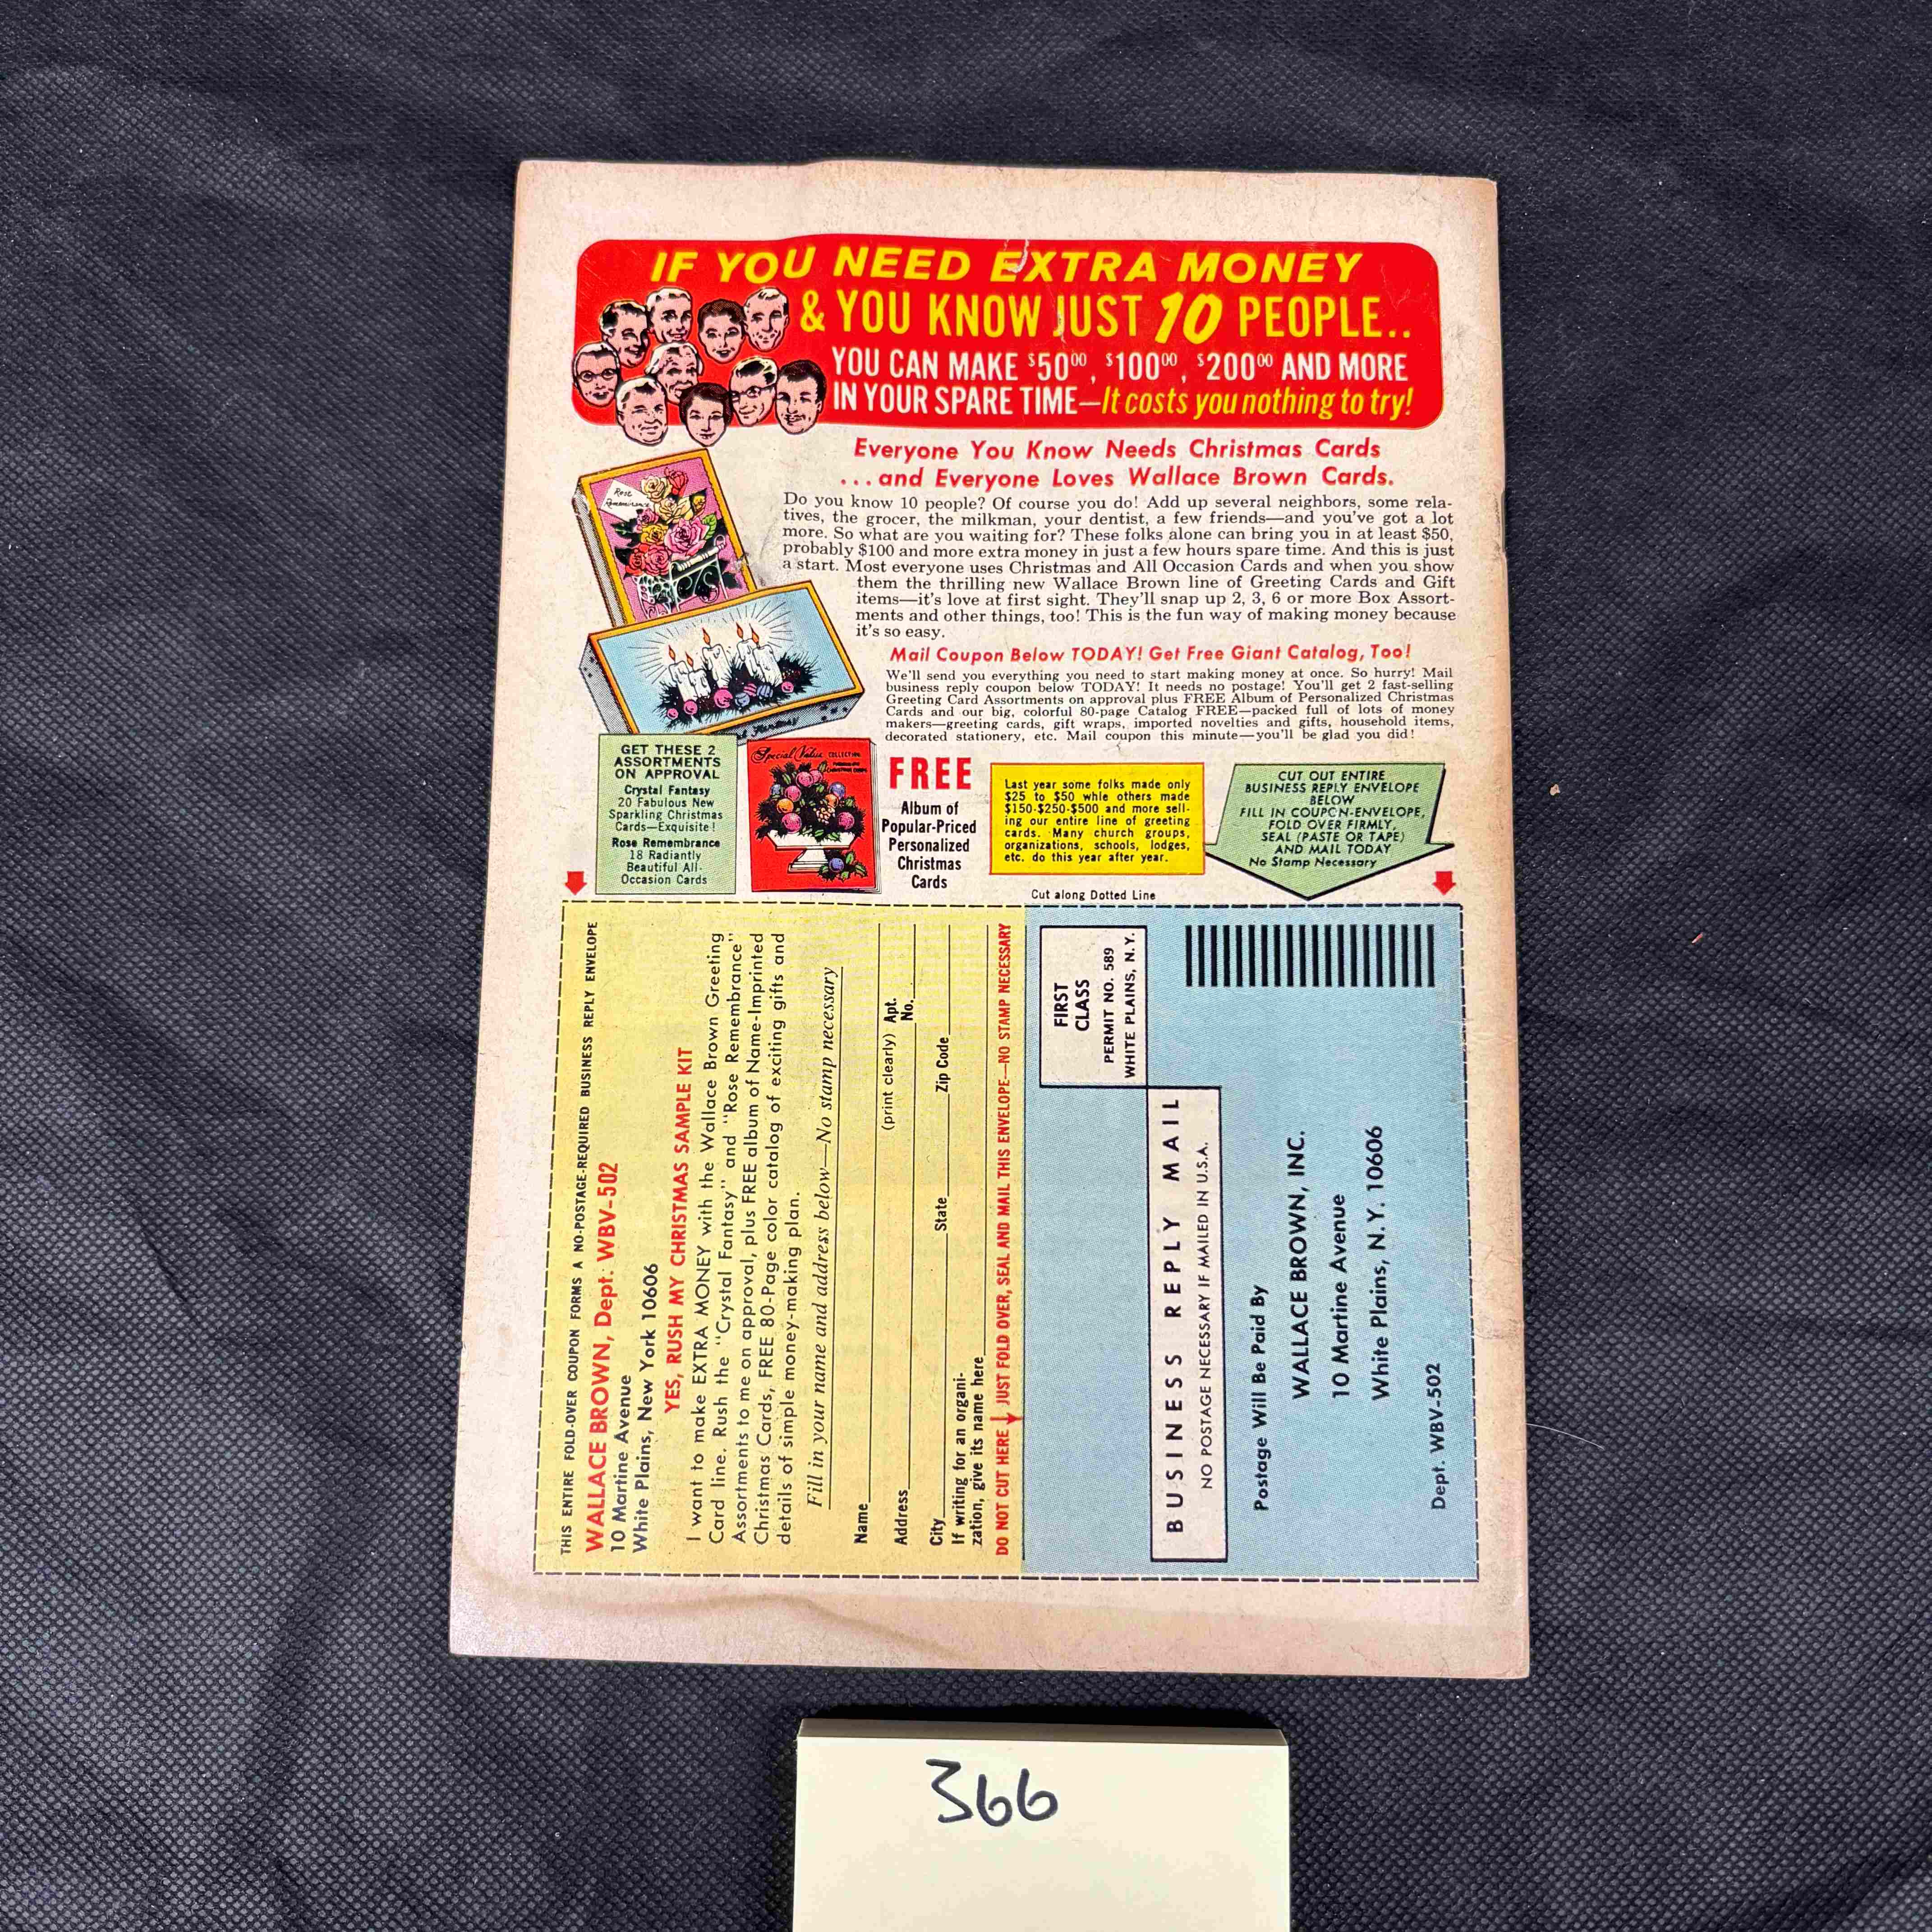 IF YOU NEED EXTRA MONEY
& YOU KNOW JUST 10 PEOPLE..
YOU CAN MAKE $50⁰⁰, $100⁰⁰, $200⁰⁰ AND MORE
IN YOUR SPARE TIME—It costs you nothing to try!
Everyone You Know Needs Christmas Cards
...and Everyone Loves Wallace Brown Cards.
Do you know 10 people? Of course you do! Add up several neighbors, some rela-
tives, the grocer, the milkman, your dentist, a few friends—and you've got a lot
more. So what are you waiting for? These folks alone can bring you in at least $50,
probably $100 and more extra money in just a few hours spare time. And this is just
a start. Most everyone uses Christmas and All Occasion Cards and when you show
them the thrilling new Wallace Brown line of Greeting Cards and Gift
items—it's love at first sight. They'll snap up 2, 3, 6 or more Box Assort-
ments and other things, too! This is the fun way of making money because
it's so easy.
Mail Coupon Below TODAY! Get Free Giant Catalog, Too!
We'll send you everything you need to start making money at once. So hurry! Mail
business reply coupon below TODAY! It needs no postage! You'll get 2 fast-selling
Greeting Card Assortments on approval plus FREE Album of Personalized Christmas
Cards and our big, colorful 80-page Catalog FREE—packed full of lots of money
makers—greeting cards, gift wraps, imported novelties and gifts, household items,
decorated stationery, etc. Mail coupon this minute—you'll be glad you did!
Rose
Remembrance
GET THESE 2
ASSORTMENTS
ON APPROVAL
Crystal Fantasy
20 Fabulous New
Sparkling Christmas
Cards—Exquisite!
Rose Remembrance
18 Radiantly
Beautiful All-
Occasion Cards
Special Value COLLECTION
FREE
Album of
Popular-Priced
Personalized
Christmas
Cards
Last year some folks made only
$25 to $50 whle others made
$150-$250-$500 and more sell-
ing our entire line of greeting
cards. Many church groups,
organizations, schools, lodges,
etc. do this year after year.
CUT OUT ENTIRE
BUSINESS REPLY ENVELOPE
BELOW
FILL IN COUPON-ENVELOPE,
FOLD OVER FIRMLY,
SEAL (PASTE OR TAPE)
AND MAIL TODAY
No Stamp Necessary
Cut along Dotted Line
THIS ENTIRE FOLD-OVER COUPON FORMS A NO-POSTAGE-REQUIRED BUSINESS REPLY ENVELOPE
WALLACE BROWN, Dept. WBV-502
10 Martine Avenue
White Plains, New York 10606
YES, RUSH MY CHRISTMAS SAMPLE KIT
I want to make EXTRA MONEY with the Wallace Brown Greeting
Card line. Rush the "Crystal Fantasy" and "Rose Remembrance"
Assortments to me on approval, plus FREE album of Name-Imprinted
Christmas Cards, FREE 80-Page color catalog of exciting gifts and
details of simple money-making plan.
Fill in your name and address below—No stamp necessary
Name
(print clearly) Apt.
Address No.
City State Zip Code
If writing for an organi-
zation, give its name here
DO NOT CUT HERE JUST FOLD OVER, SEAL AND MAIL THIS ENVELOPE—NO STAMP NECESSARY
FIRST
CLASS
PERMIT NO. 589
WHITE PLAINS, N.Y.
BUSINESS REPLY MAIL
NO POSTAGE NECESSARY IF MAILED IN U.S.A.
Postage Will Be Paid By
WALLACE BROWN, INC.
10 Martine Avenue
White Plains, N.Y. 10606
Dept. WBV-502
366